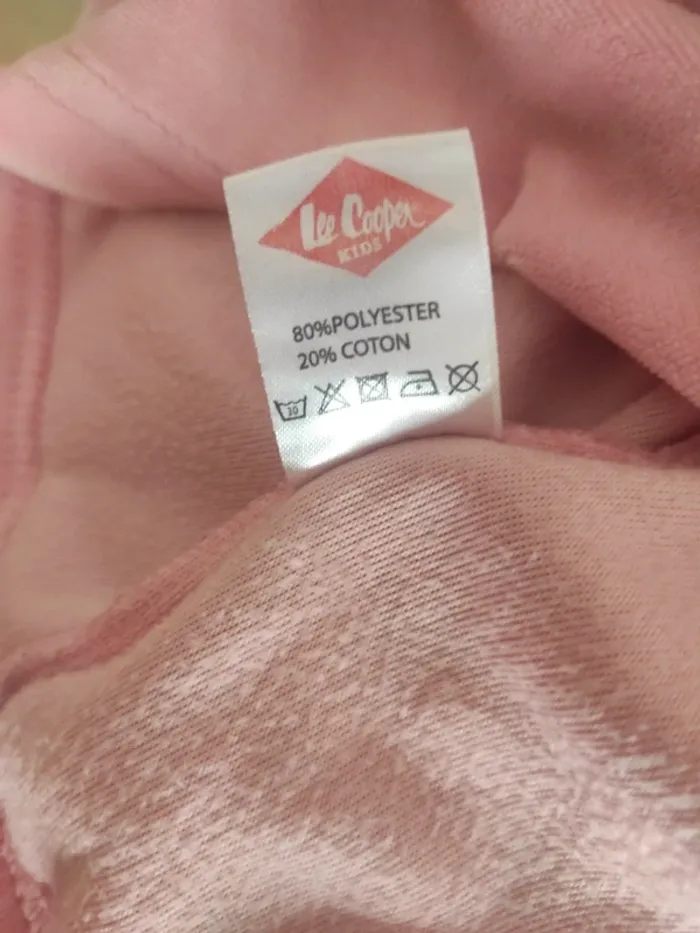 Lee Cooper
KIDS
80%POLYESTER
20% COTON
30